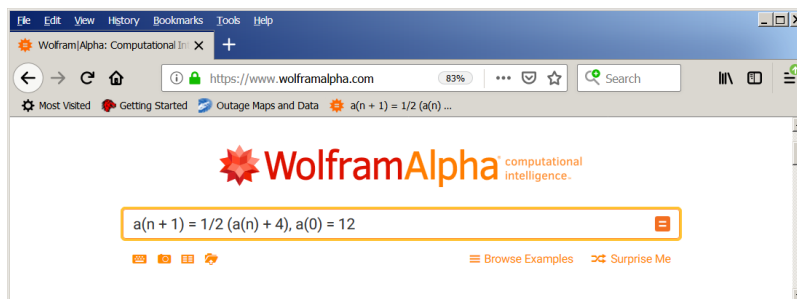 File Edit View History Bookmarks Tools Help
Wolfram|Alpha: Computational Int
https://www.wolframalpha.com 83% Search
Most Visited Getting Started Outage Maps and Data a(n + 1) = 1/2 (a(n) ...
WolframAlpha computational intelligence.
a(n + 1) = 1/2 (a(n) + 4), a(0) = 12
Browse Examples Surprise Me